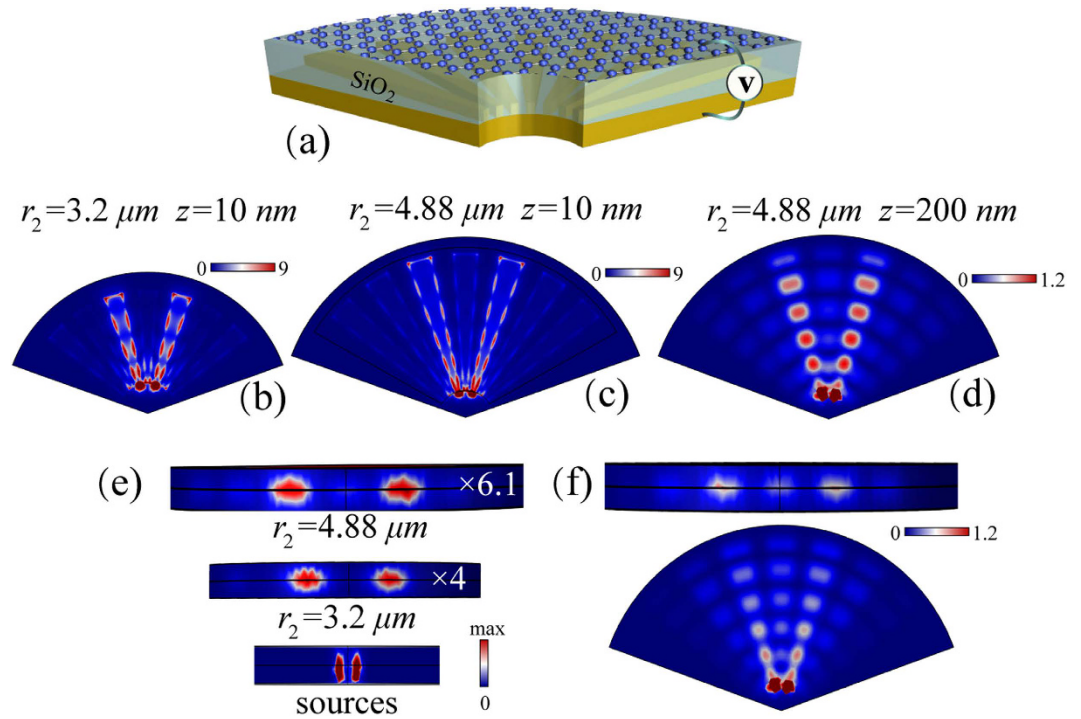 SiO2
V
(a)
r2=3.2 μm z=10 nm
r2=4.88 μm z=10 nm
r2=4.88 μm z=200 nm
0 9
0 9
0 1.2
(b)
(c)
(d)
(e)
×6.1
(f)
r2=4.88 μm
0 1.2
×4
r2=3.2 μm
max
0
sources